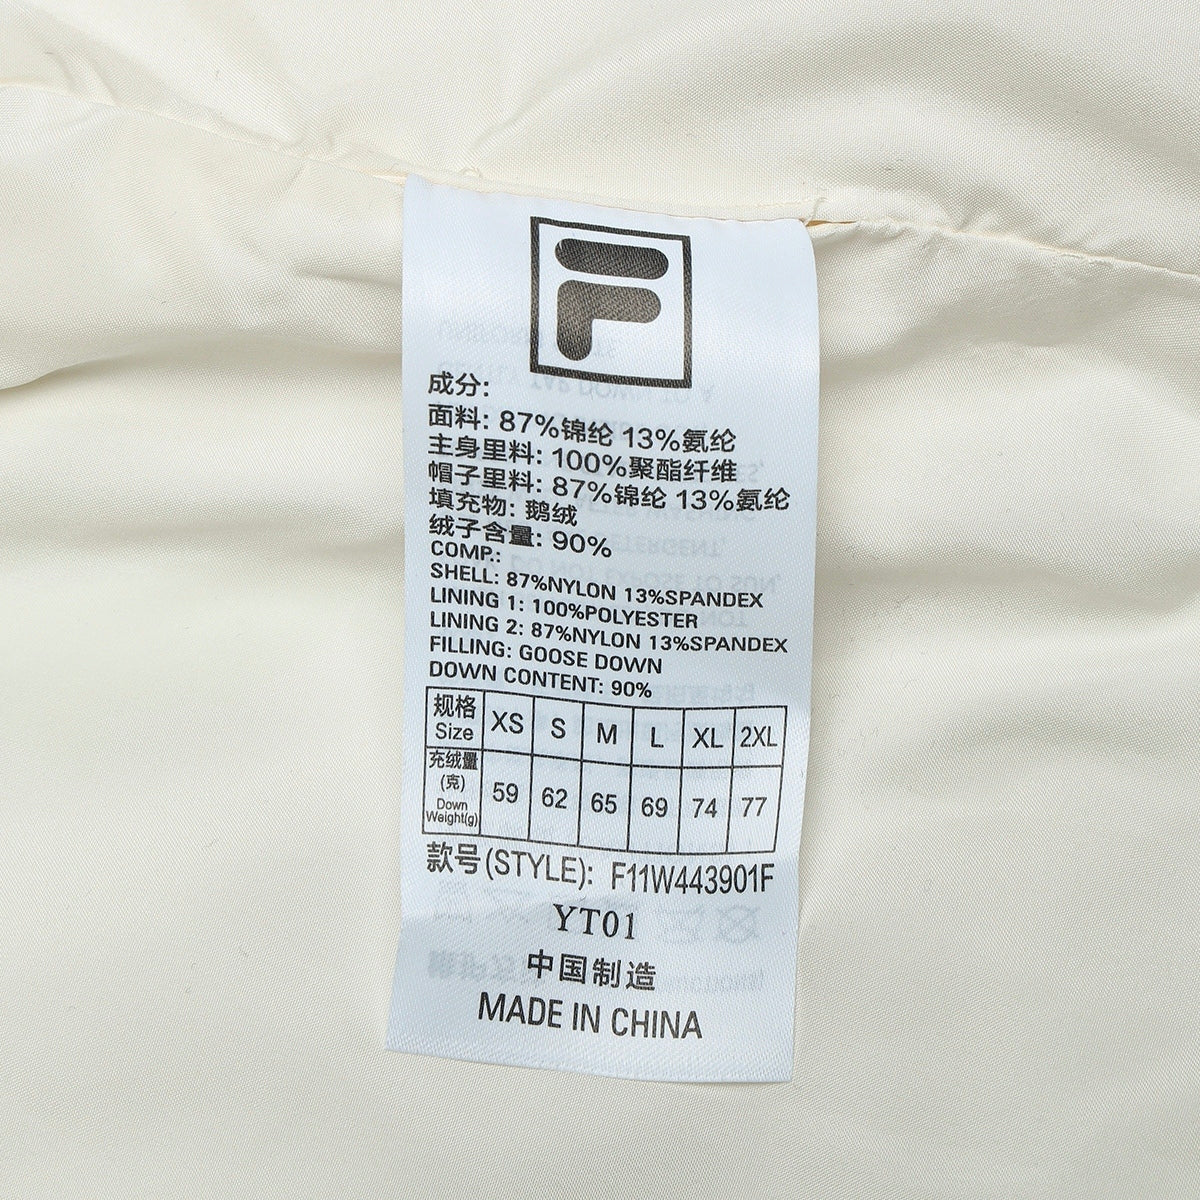 F
成分:
面料: 87%锦纶 13%氨纶
主身里料: 100%聚酯纤维
帽子里料: 87%锦纶 13%氨纶
填充物: 鹅绒
绒子含量: 90%
COMP.:
SHELL: 87%NYLON 13%SPANDEX
LINING 1: 100%POLYESTER
LINING 2: 87%NYLON 13%SPANDEX
FILLING: GOOSE DOWN
DOWN CONTENT: 90%
规格 Size XS S M L XL 2XL
充绒量(克) Down Weight(g) 59 62 65 69 74 77
款号(STYLE): F11W443901F
YT01
中国制造
MADE IN CHINA